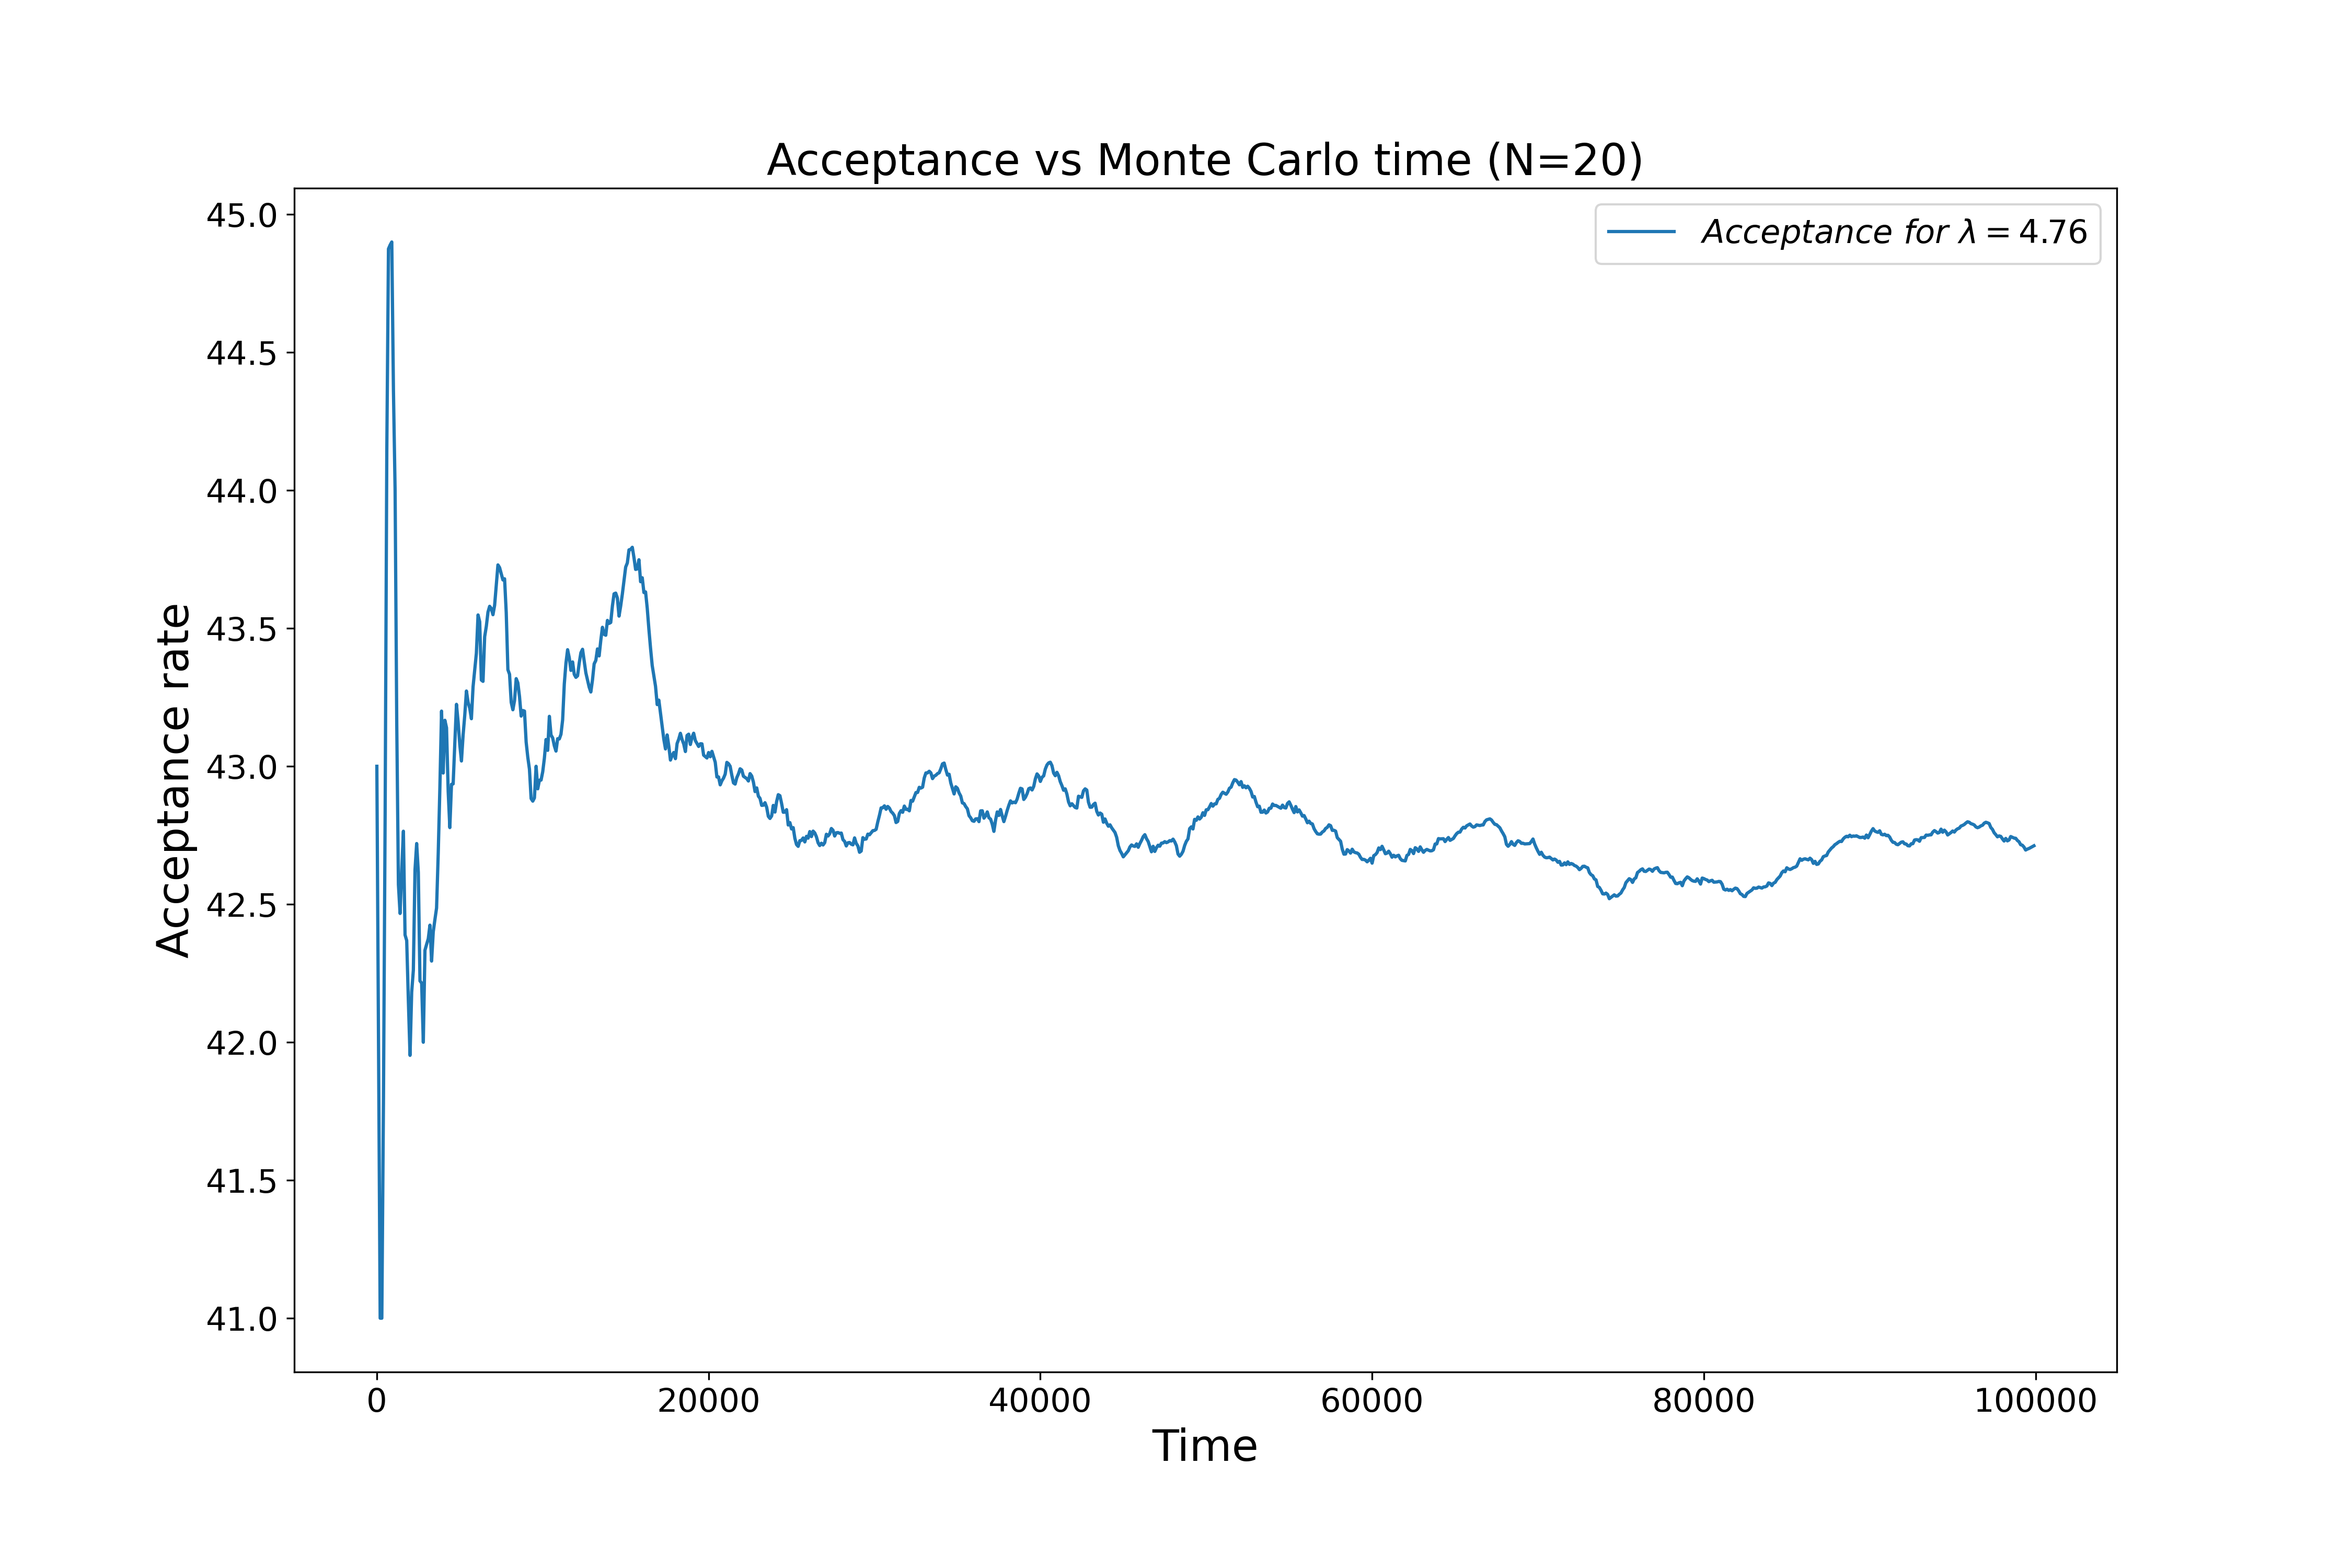 Acceptance vs Monte Carlo time (N=20)
Acceptance for λ = 4.76
Acceptance rate
45.0
44.5
44.0
43.5
43.0
42.5
42.0
41.5
41.0
0 20000 40000 60000 80000 100000
Time